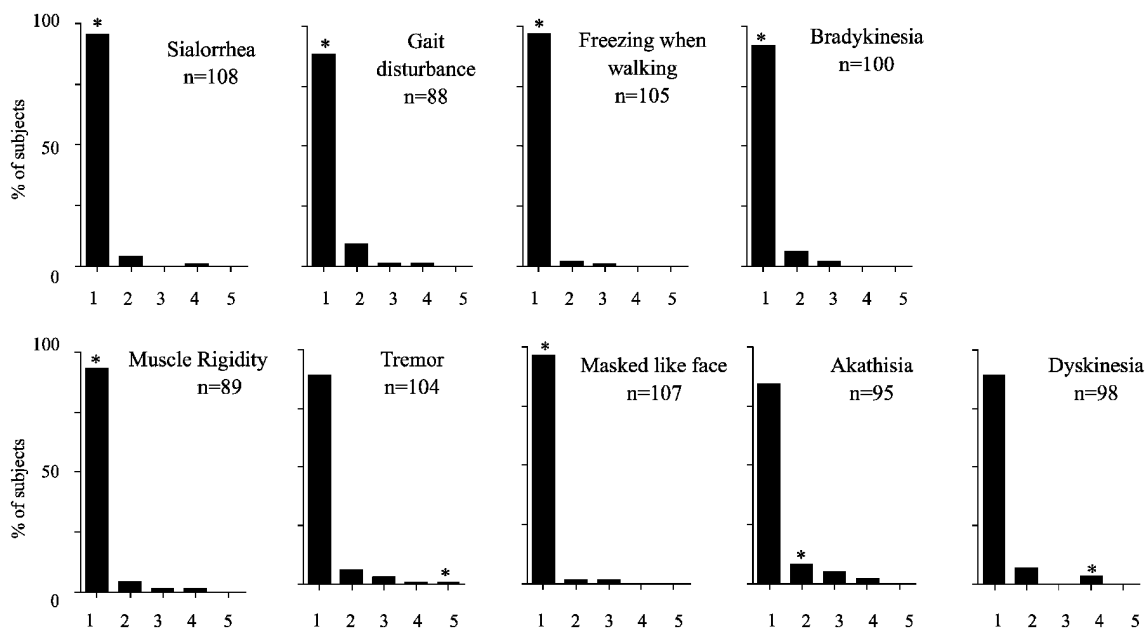 100
50
0
% of subjects
*
Sialorrhea
n=108
1 2 3 4 5
*
Gait
disturbance
n=88
1 2 3 4 5
*
Freezing when
walking
n=105
1 2 3 4 5
*
Bradykinesia
n=100
1 2 3 4 5
100
50
0
% of subjects
*
Muscle Rigidity
n=89
1 2 3 4 5
Tremor
n=104
*
1 2 3 4 5
*
Masked like face
n=107
1 2 3 4 5
Akathisia
n=95
*
1 2 3 4 5
Dyskinesia
n=98
*
1 2 3 4 5